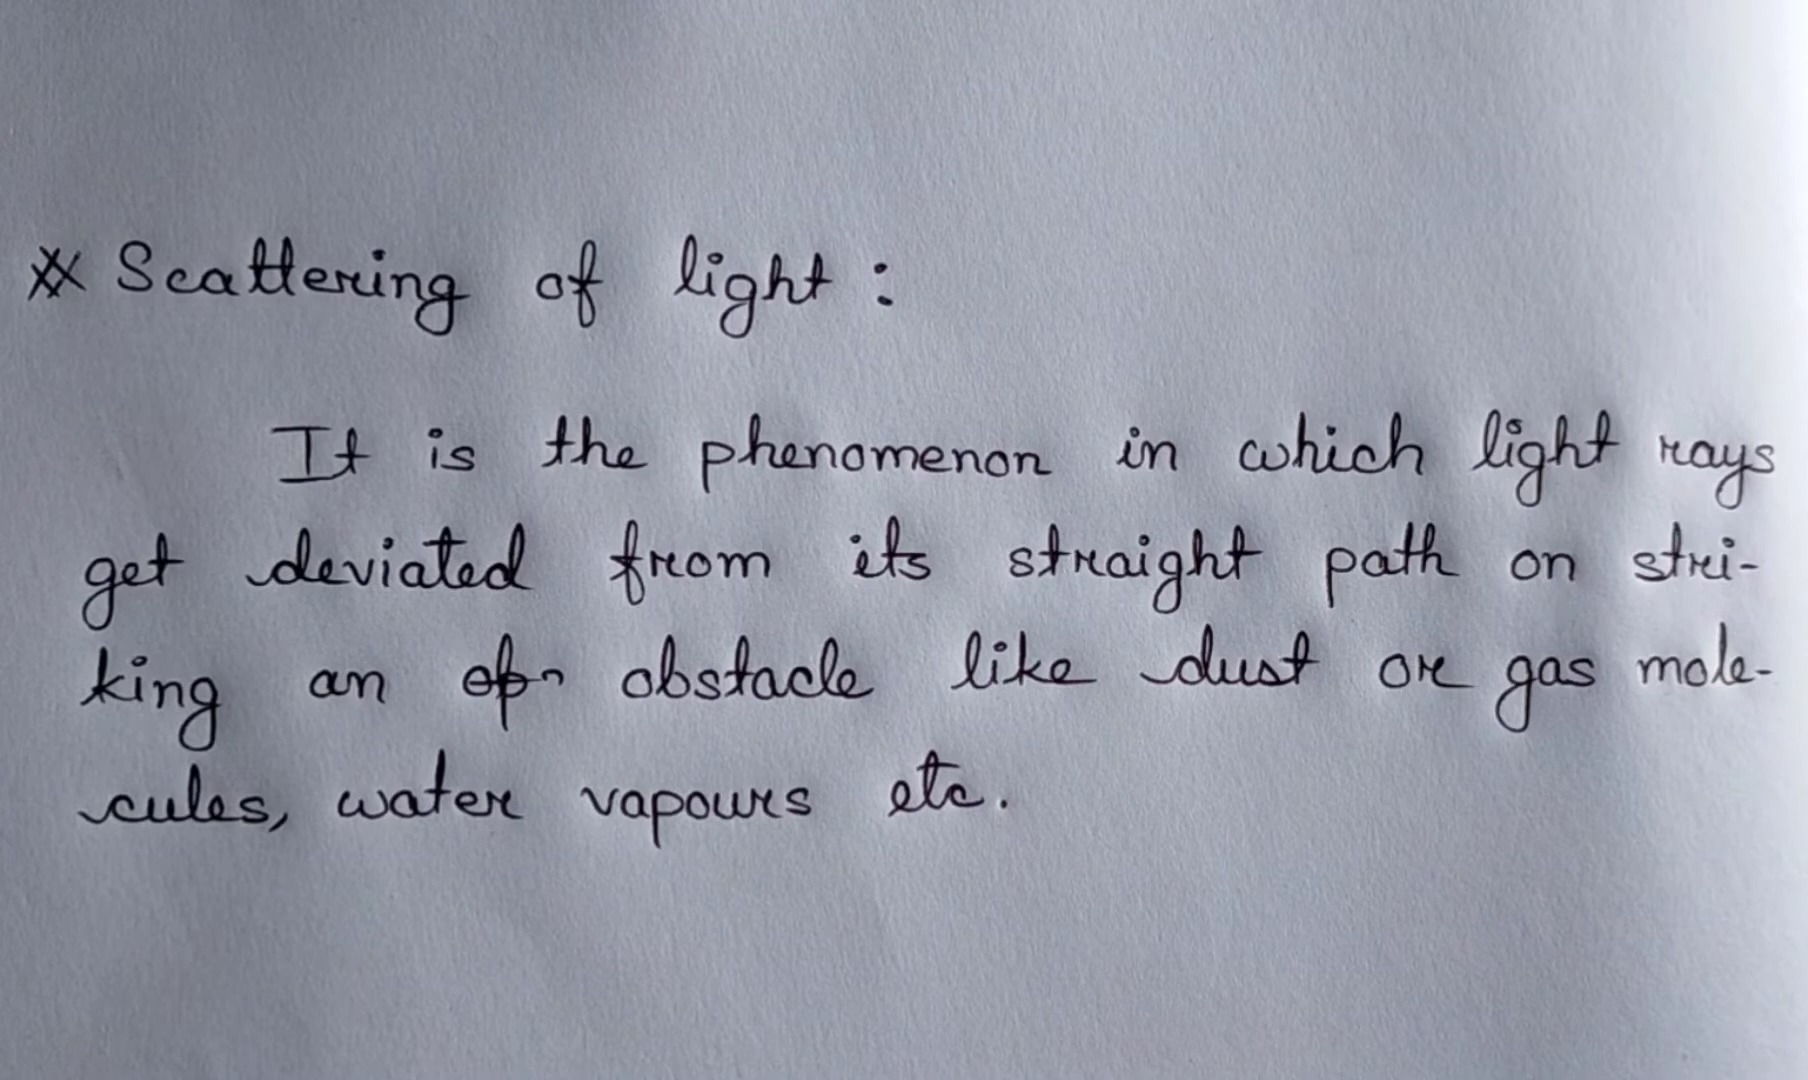 ※ Scattering of light :
It is the phenomenon in which light rays
get deviated from its straight path on stri-
king an obstacle like dust or gas mole-
cules, water vapours etc.